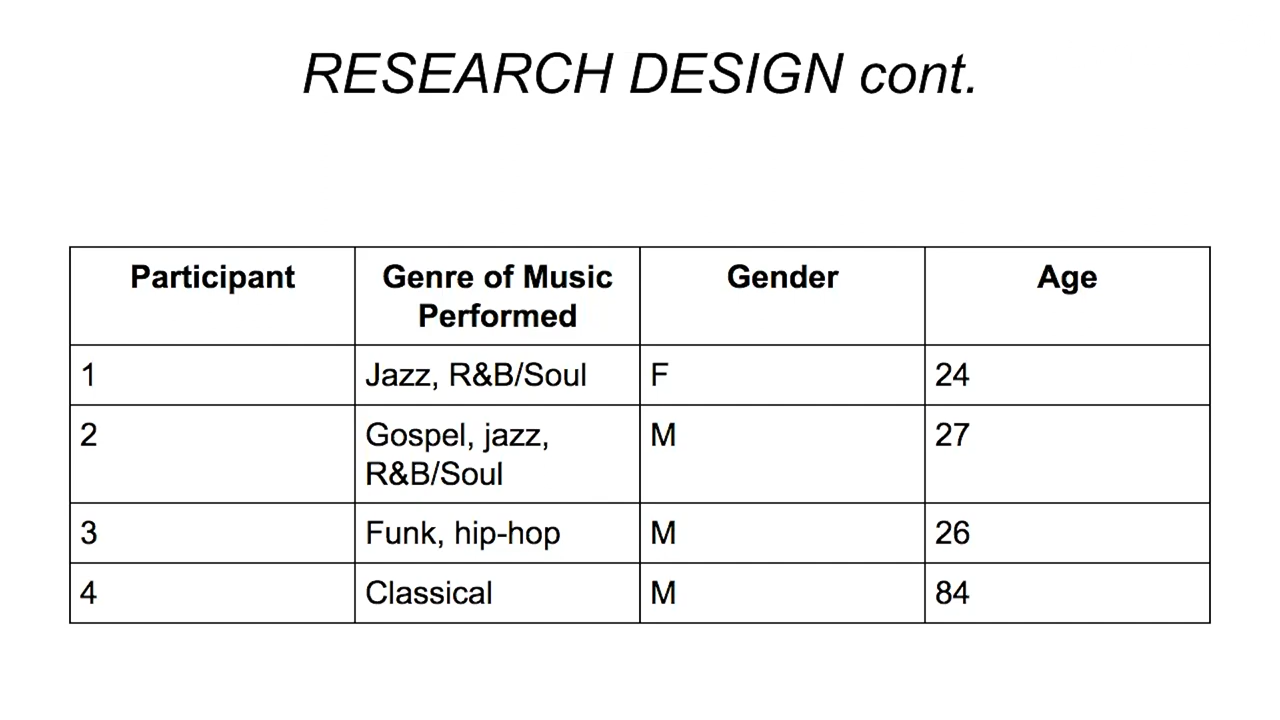 RESEARCH DESIGN cont.
Participant
Genre of Music
Performed
Gender
Age
1
Jazz, R&B/Soul
F
24
2
Gospel, jazz,
R&B/Soul
M
27
3
Funk, hip-hop
M
26
4
Classical
M
84